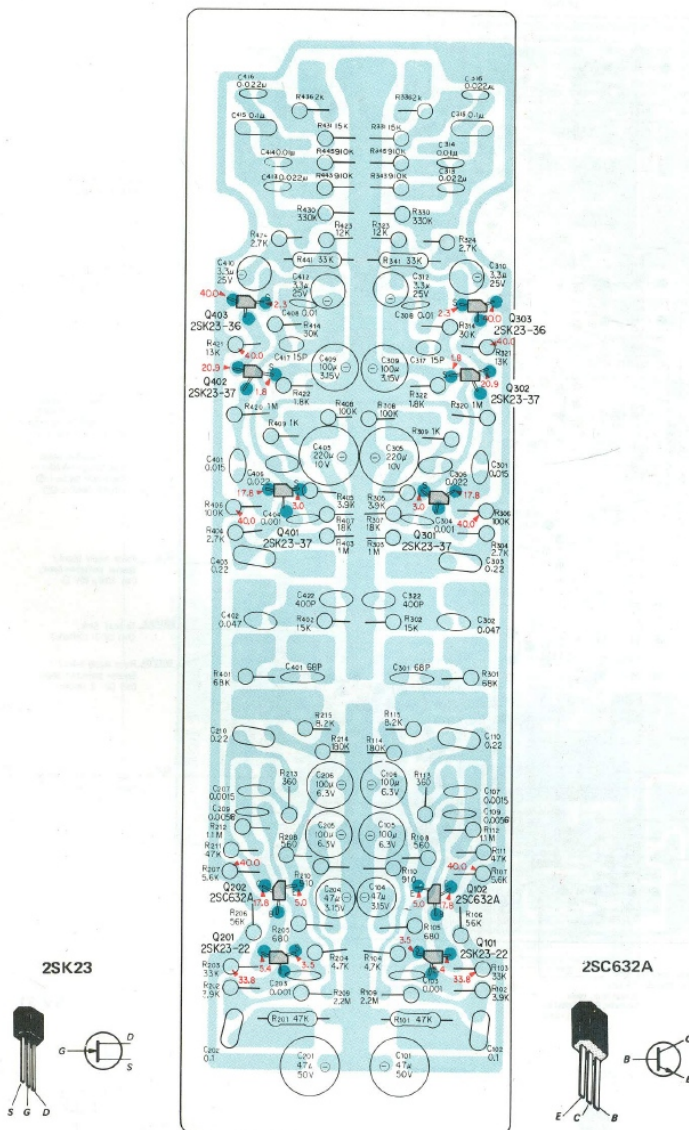 C416 0.022µ
C316 0.022µ
R436 2K
R336 2K
C415 0.1µ
C315 0.1µ
R431 15K
R331 15K
C414 0.01µ
R445 910K
R345 910K
C314 0.01µ
C413 0.022µ
R443 910K
R343 910K
C313 0.022µ
R430 330K
R330 330K
R424 2.7K
R423 12K
R323 12K
R324 2.7K
R441 33K
R341 33K
C410 3.3µ 25V
C412 3.3µ 25V
C312 3.3µ 25V
C310 3.3µ 25V
40.0
2.3
S
S
2.3
40.0
Q403
2SK23-36
C408 0.01
C308 0.01
Q303
2SK23-36
R414 30K
R314 30K
R421 13K
40.0
C417 15P
C409 100µ 3.15V
C309 100µ 3.15V
C317 15P
40.0
R321 13K
20.9
S
1.8
1.8
S
20.9
Q402
2SK23-37
R422 1.8K
R322 1.8K
Q302
2SK23-37
R420 1M
R408 100K
R308 100K
R320 1M
R409 1K
R309 1K
C401 0.015
C405 220µ 10V
C305 220µ 10V
C301 0.015
C406 0.022
C306 0.022
17.8
S
3.0
R405 3.9K
R305 3.9K
3.0
S
17.8
R406 100K
40.0
C404 0.001
R407 18K
R307 18K
C304 0.001
40.0
R306 100K
R404 2.7K
Q401
2SK23-37
R403 1M
R303 1M
Q301
2SK23-37
R304 2.7K
C403 0.22
C303 0.22
C422 400P
C322 400P
C402 0.047
R402 15K
R302 15K
C302 0.047
R401 68K
C401 68P
C301 68P
R301 68K
C210 0.22
R215 8.2K
R115 8.2K
C110 0.22
R214 180K
R114 180K
R213 360
C206 100µ 6.3V
C106 100µ 6.3V
R113 360
C207 0.0015
C107 0.0015
C209 0.0056
C109 0.0056
R212 1.1M
C205 100µ 6.3V
C105 100µ 6.3V
R112 1.1M
R211 47K
R208 560
R108 560
R111 47K
R207 5.6K
40.0
40.0
R107 5.6K
Q202
2SC632A
R210 910
R110 910
Q102
2SC632A
17.8
5.0
C204 47µ 3.15V
C104 47µ 3.15V
5.0
17.8
R206 56K
R205 680
R105 680
R106 56K
Q201
2SK23-22
Q101
2SK23-22
5.4
3.5
R204 4.7K
R104 4.7K
3.5
R203 33K
33.8
33.8
R103 33K
R202 3.9K
C203 0.001
R209 2.2M
R109 2.2M
C103 0.001
R102 3.9K
C202 0.1
R201 47K
R101 47K
C102 0.1
C201 47µ 50V
C101 47µ 50V
2SK23
G
D
S
S G D
2SC632A
B
C
E
E C B